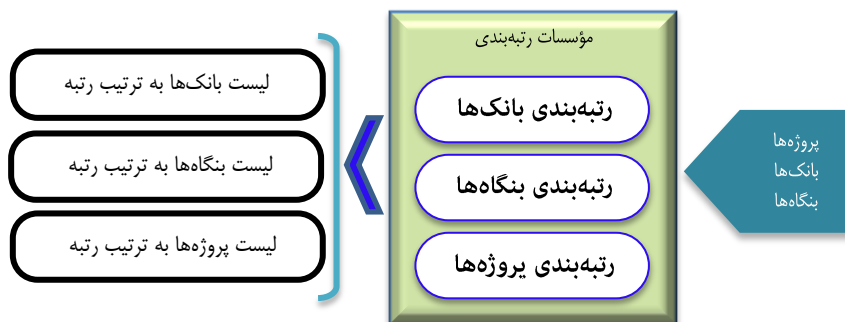 پروژه‌ها
بانک‌ها
بنگاه‌ها
مؤسسات رتبه‌بندی
رتبه‌بندی بانک‌ها
رتبه‌بندی بنگاه‌ها
رتبه‌بندی پروژه‌ها
لیست بانک‌ها به ترتیب رتبه
لیست بنگاه‌ها به ترتیب رتبه
لیست پروژه‌ها به ترتیب رتبه